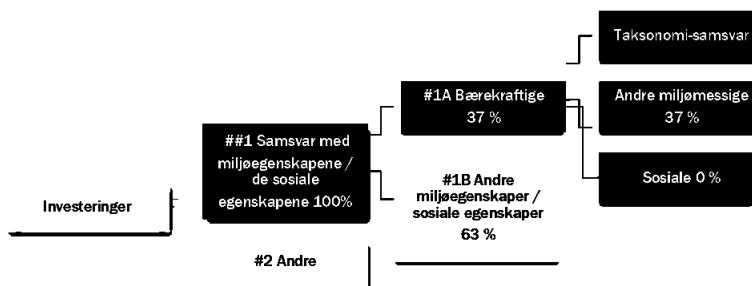 Taksonomi-samsvar
#1A Bærekraftige
37 %
Andre miljømessige
37 %
##1 Samsvar med
miljøegenskapene /
de sosiale
egenskapene 100%
#1B Andre
miljøegenskaper /
sosiale egenskaper
63 %
Sosiale 0 %
Investeringer
#2 Andre